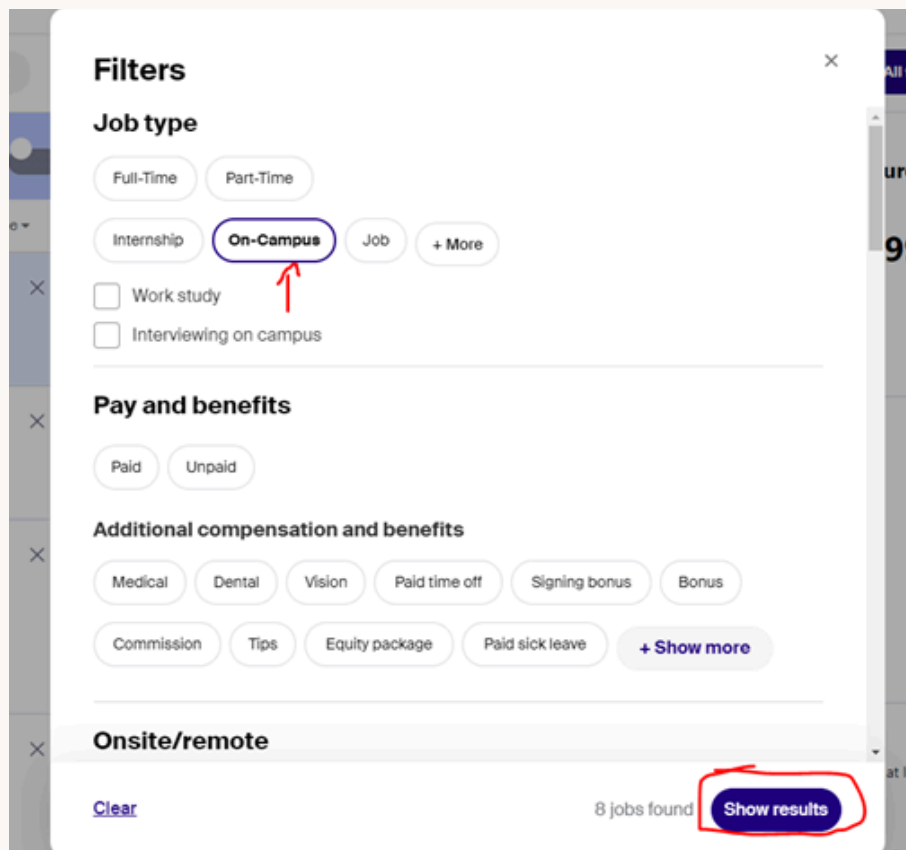 Filters
All
Job type
Full-Time Part-Time
Internship On-Campus Job + More
Work study
Interviewing on campus
Pay and benefits
Paid Unpaid
Additional compensation and benefits
Medical Dental Vision Paid time off Signing bonus Bonus
Commission Tips Equity package Paid sick leave + Show more
Onsite/remote
Clear 8 jobs found Show results